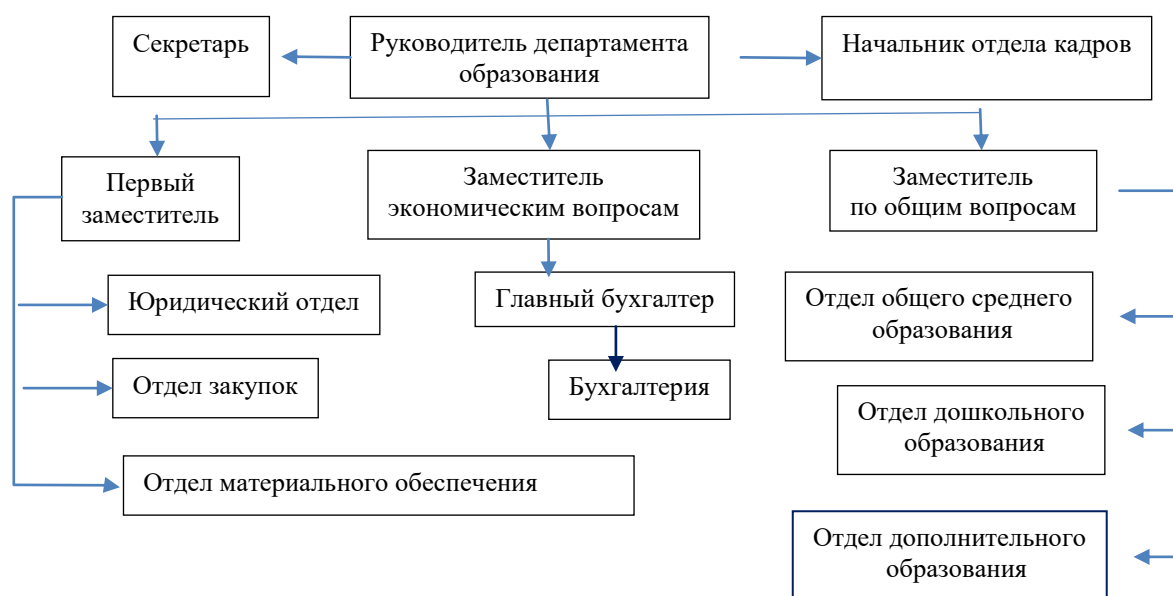 Секретарь
Руководитель департамента
образования
Начальник отдела кадров
Первый
заместитель
Заместитель
экономическим вопросам
Заместитель
по общим вопросам
Юридический отдел
Главный бухгалтер
Отдел общего среднего
образования
Отдел закупок
Бухгалтерия
Отдел дошкольного
образования
Отдел материального обеспечения
Отдел дополнительного
образования